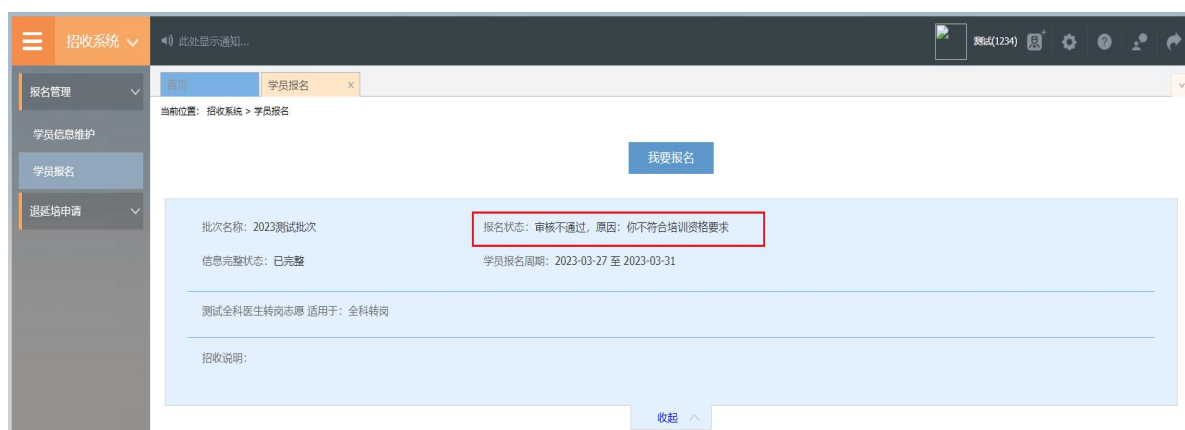 招收系统
此处显示通知...
测试(1234)
报名管理
首页
学员报名 ×
当前位置： 招收系统 > 学员报名
学员信息维护
我要报名
学员报名
退延培申请
批次名称：2023测试批次
报名状态：审核不通过，原因：你不符合培训资格要求
信息完整状态：已完整
学员报名周期：2023-03-27 至 2023-03-31
测试全科医生转岗志愿 适用于：全科转岗
招收说明：
收起